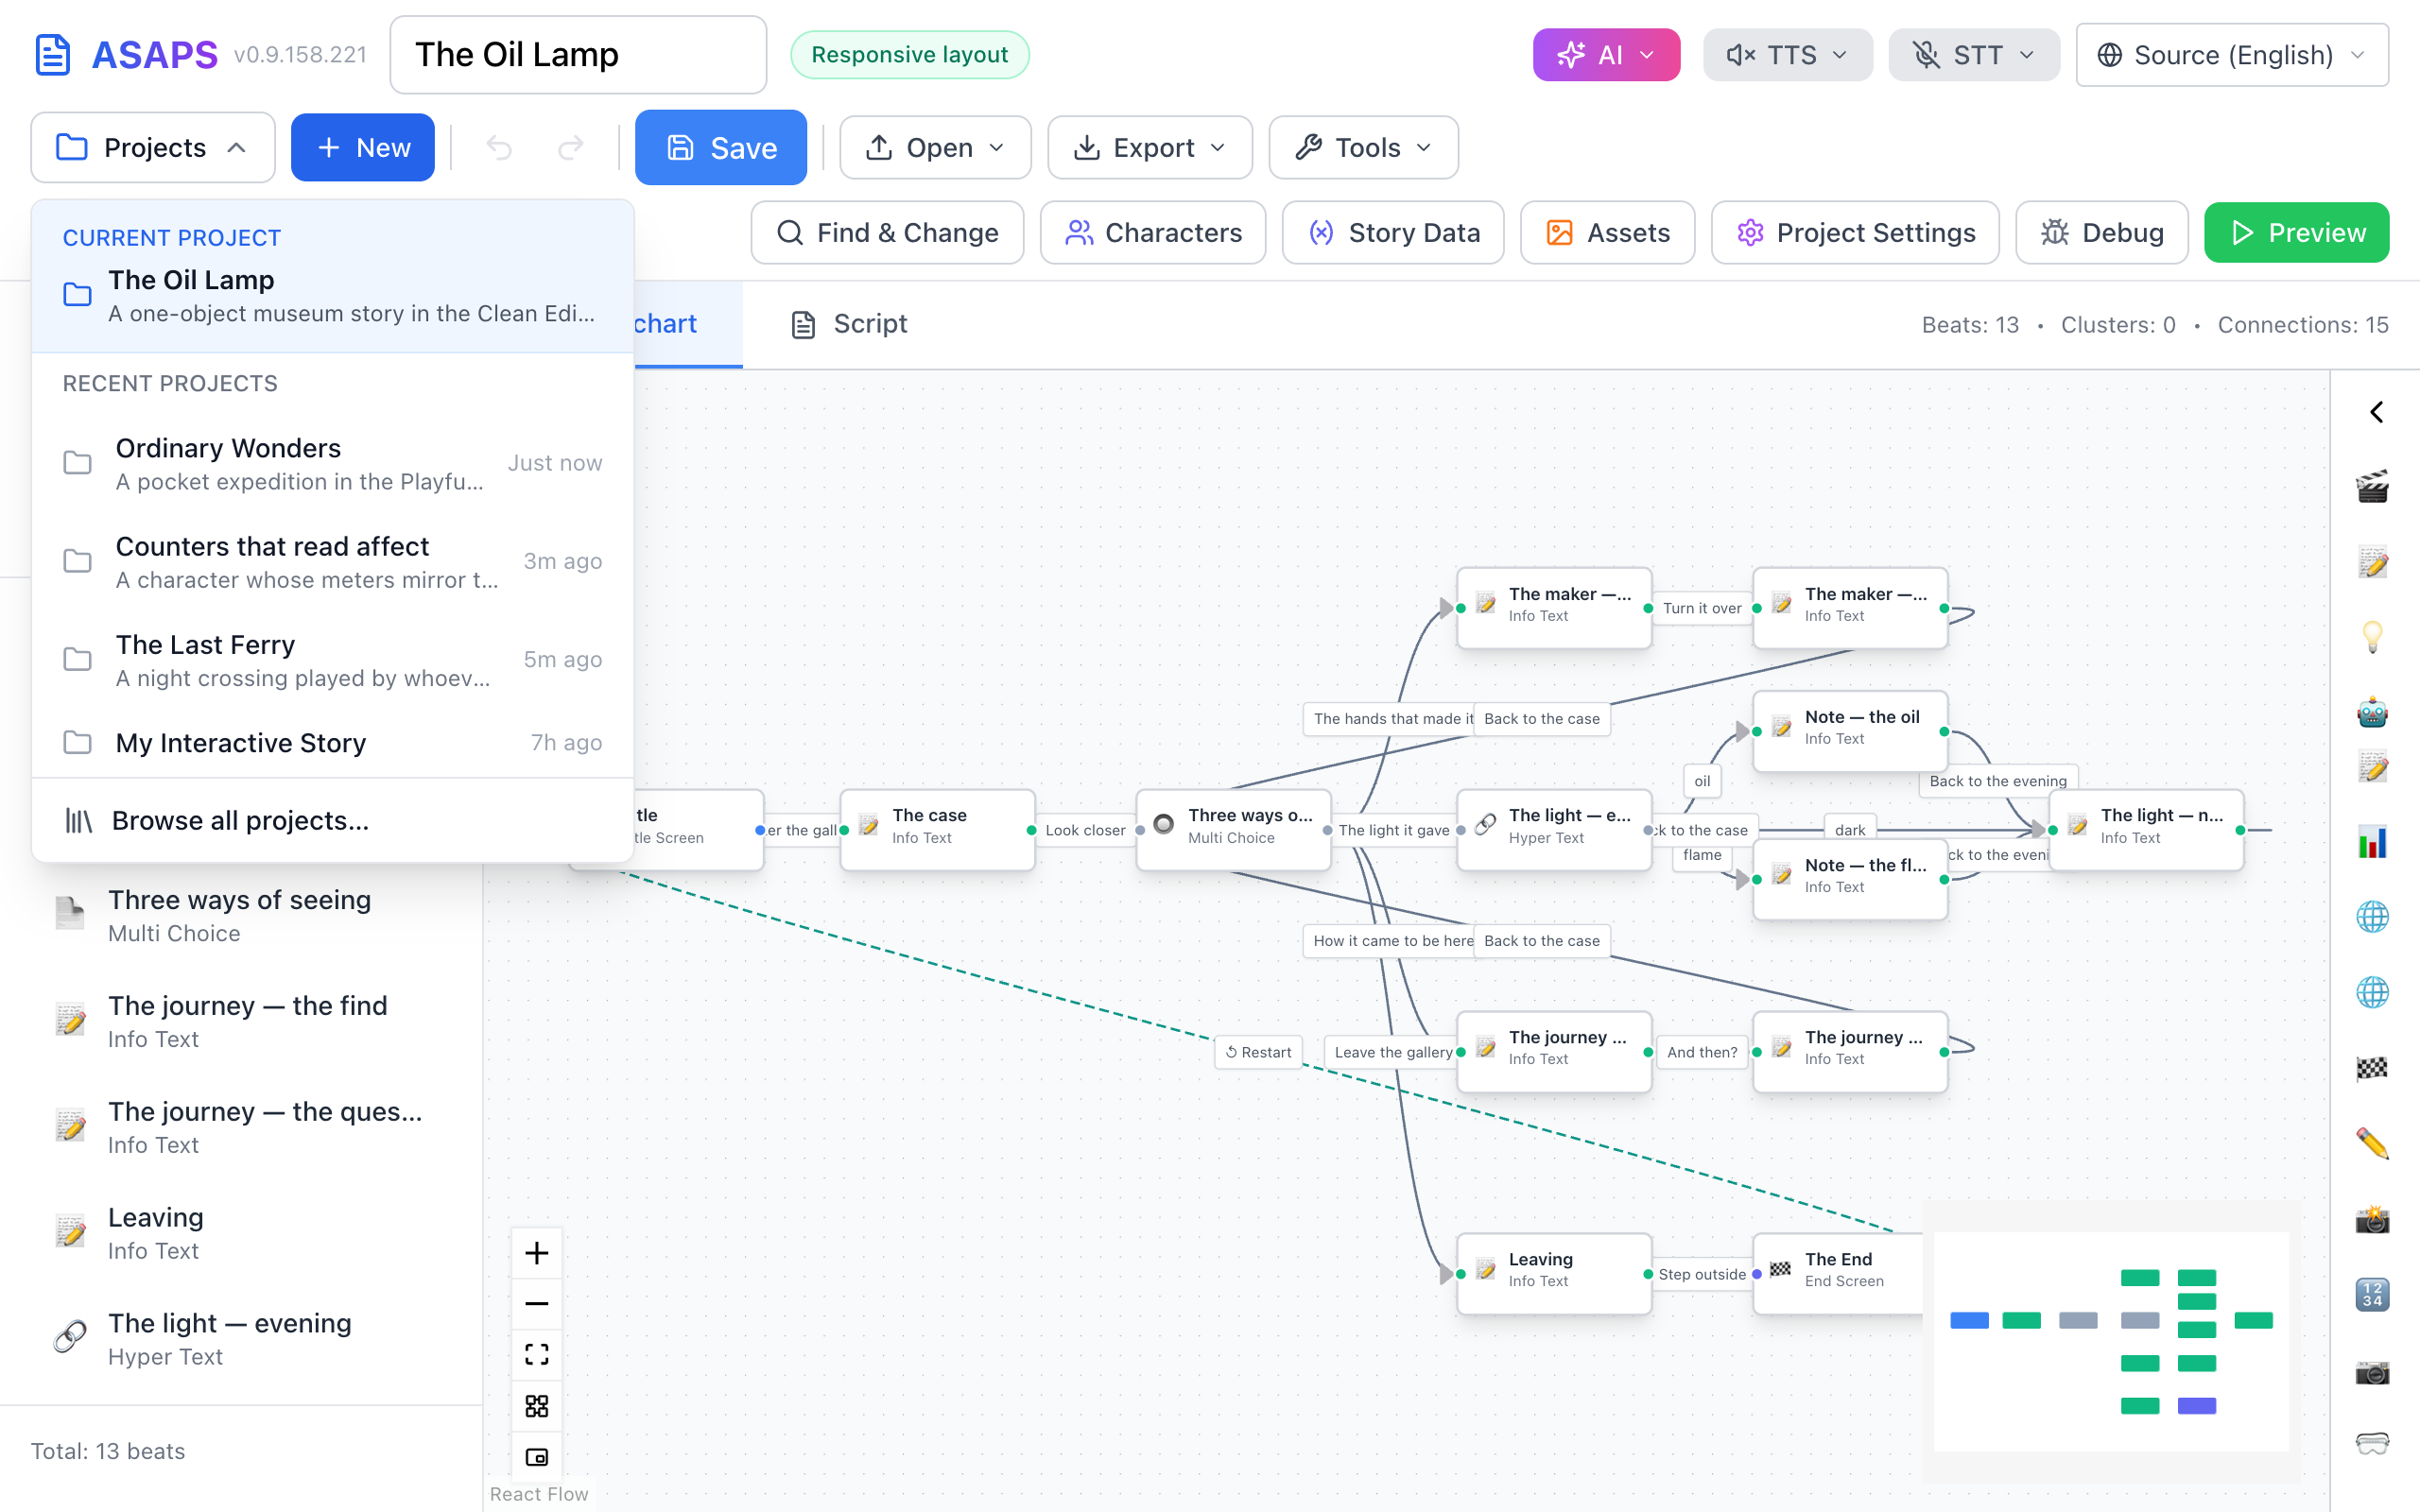 ASAPS v0.9.158.221
The Oil Lamp
Responsive layout
AI
TTS
STT
Source (English)
Projects
New
Save
Open
Export
Tools
Find & Change
Characters
Story Data
Assets
Project Settings
Debug
Preview
CURRENT PROJECT
The Oil Lamp
A one-object museum story in the Clean Edi...
RECENT PROJECTS
Ordinary Wonders
Just now
A pocket expedition in the Playfu...
Counters that read affect
3m ago
A character whose meters mirror t...
The Last Ferry
5m ago
A night crossing played by whoev...
My Interactive Story
7h ago
Browse all projects...
chart
Script
Beats: 13 • Clusters: 0 • Connections: 15
Three ways of seeing
Multi Choice
The journey — the find
Info Text
The journey — the ques...
Info Text
Leaving
Info Text
The light — evening
Hyper Text
Total: 13 beats
The maker —...
Info Text
Turn it over
The maker —...
Info Text
The hands that made it
Back to the case
Note — the oil
Info Text
oil
Back to the evening
tle
tle Screen
er the gall
The case
Info Text
Look closer
Three ways o...
Multi Choice
The light it gave
The light — e...
Hyper Text
ck to the case
dark
The light — n...
Info Text
flame
Note — the fl...
Info Text
ck to the eveni
How it came to be here
Back to the case
Restart
Leave the gallery
The journey ...
Info Text
And then?
The journey ...
Info Text
Leaving
Info Text
Step outside
The End
End Screen
React Flow
12
34